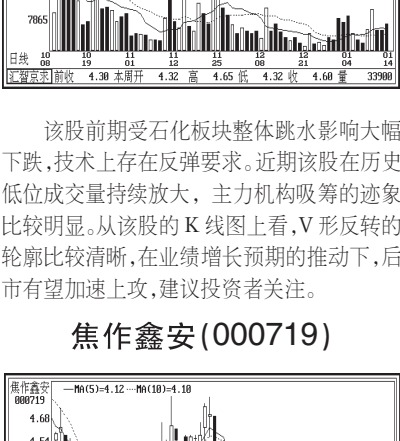 7865
日线 10 10 11 11 11 12 12 01 01
08 19 01 12 25 08 21 04 14
汇智京求 前收 4.30 本周开 4.32 高 4.65 低 4.32 收 4.60 量 33900
该股前期受石化板块整体跳水影响大幅
下跌,技术上存在反弹要求。近期该股在历史
低位成交量持续放大，主力机构吸筹的迹象
比较明显。从该股的 K 线图上看,V 形反转的
轮廓比较清晰,在业绩增长预期的推动下,后
市有望加速上攻,建议投资者关注。
焦作鑫安(000719)
焦作鑫安 —MA(5)=4.12 ···MA(10)=4.10
000719
4.68
4.54